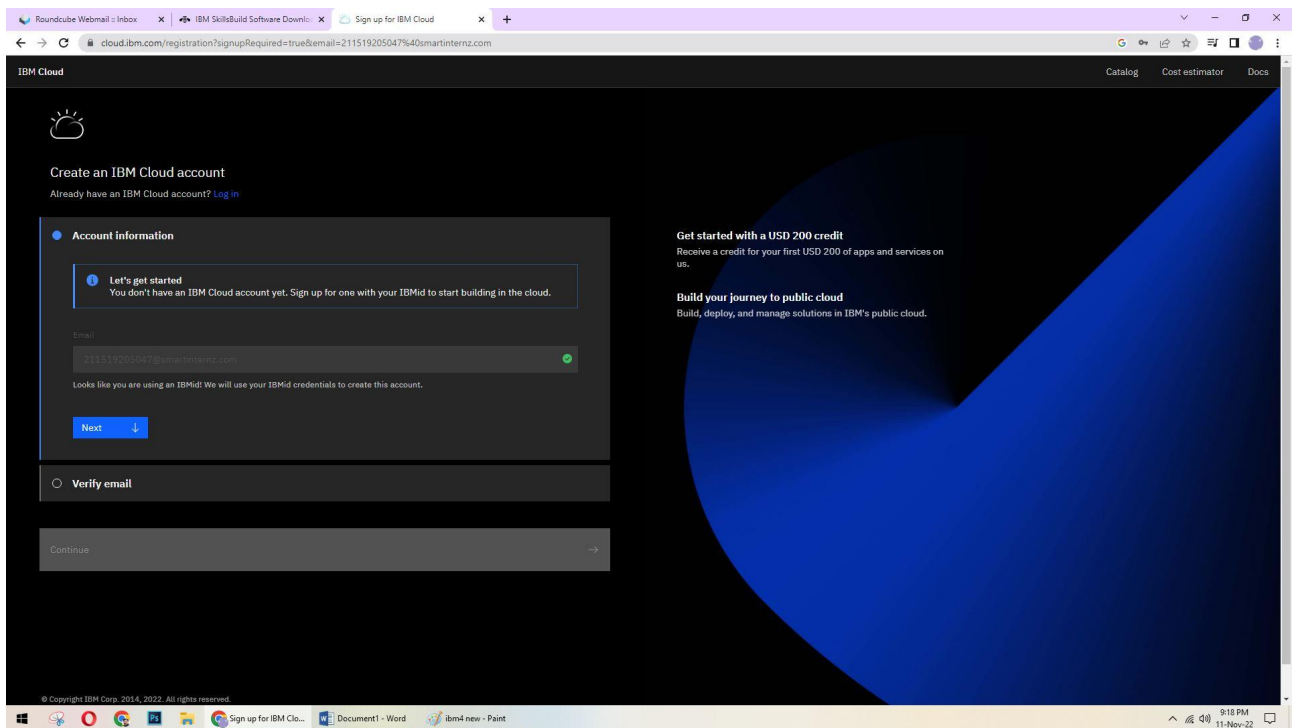 Roundcube Webmail :: Inbox
IBM SkillsBuild Software Downlo
Sign up for IBM Cloud
cloud.ibm.com/registration?signupRequired=true&email=211519205047%40smartinternz.com
IBM Cloud
Catalog
Cost estimator
Docs
Create an IBM Cloud account
Already have an IBM Cloud account? Log in
Account information
Let's get started
You don't have an IBM Cloud account yet. Sign up for one with your IBMid to start building in the cloud.
Email
211519205047@smartinternz.com
Looks like you are using an IBMid! We will use your IBMid credentials to create this account.
Next
Verify email
Continue
Get started with a USD 200 credit
Receive a credit for your first USD 200 of apps and services on
us.
Build your journey to public cloud
Build, deploy, and manage solutions in IBM's public cloud.
© Copyright IBM Corp. 2014, 2022. All rights reserved.
Ps
Sign up for IBM Clo...
Document1 - Word
ibm4 new - Paint
9:18 PM
11-Nov-22